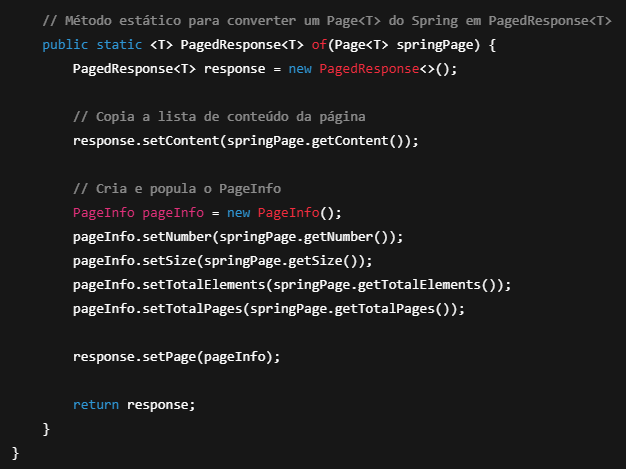 // Método estático para converter um Page<T> do Spring em PagedResponse<T>
public static <T> PagedResponse<T> of(Page<T> springPage) {
PagedResponse<T> response = new PagedResponse<>();
// Copia a lista de conteúdo da página
response.setContent(springPage.getContent());
// Cria e popula o PageInfo
PageInfo pageInfo = new PageInfo();
pageInfo.setNumber(springPage.getNumber());
pageInfo.setSize(springPage.getSize());
pageInfo.setTotalElements(springPage.getTotalElements());
pageInfo.setTotalPages(springPage.getTotalPages());
response.setPage(pageInfo);
return response;
}
}